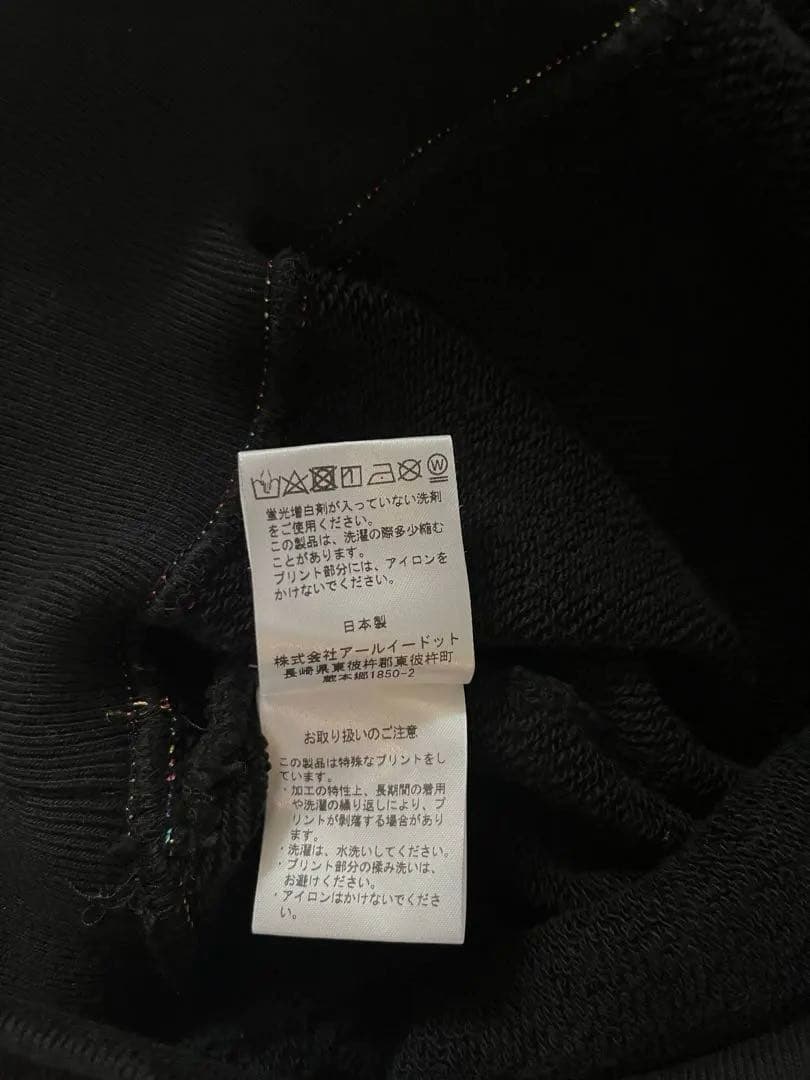 W
蛍光増白剤が入っていない洗剤
をご使用ください。
この製品は、洗濯の際多少縮む
ことがあります。
プリント部分には、アイロンを
かけないでください。
日本製
株式会社アールイードット
長崎県東彼杵郡東彼杵町
蔵本郷1850-2
お取り扱いのご注意
この製品は特殊なプリントをし
ています。
・加工の特性上、長期間の着用
や洗濯の繰り返しにより、プ
リントが剝落する場合があり
ます。
・洗濯は、水洗いしてください。
・プリント部分の揉み洗いは、
お避けください。
・アイロンはかけないでくださ
い。